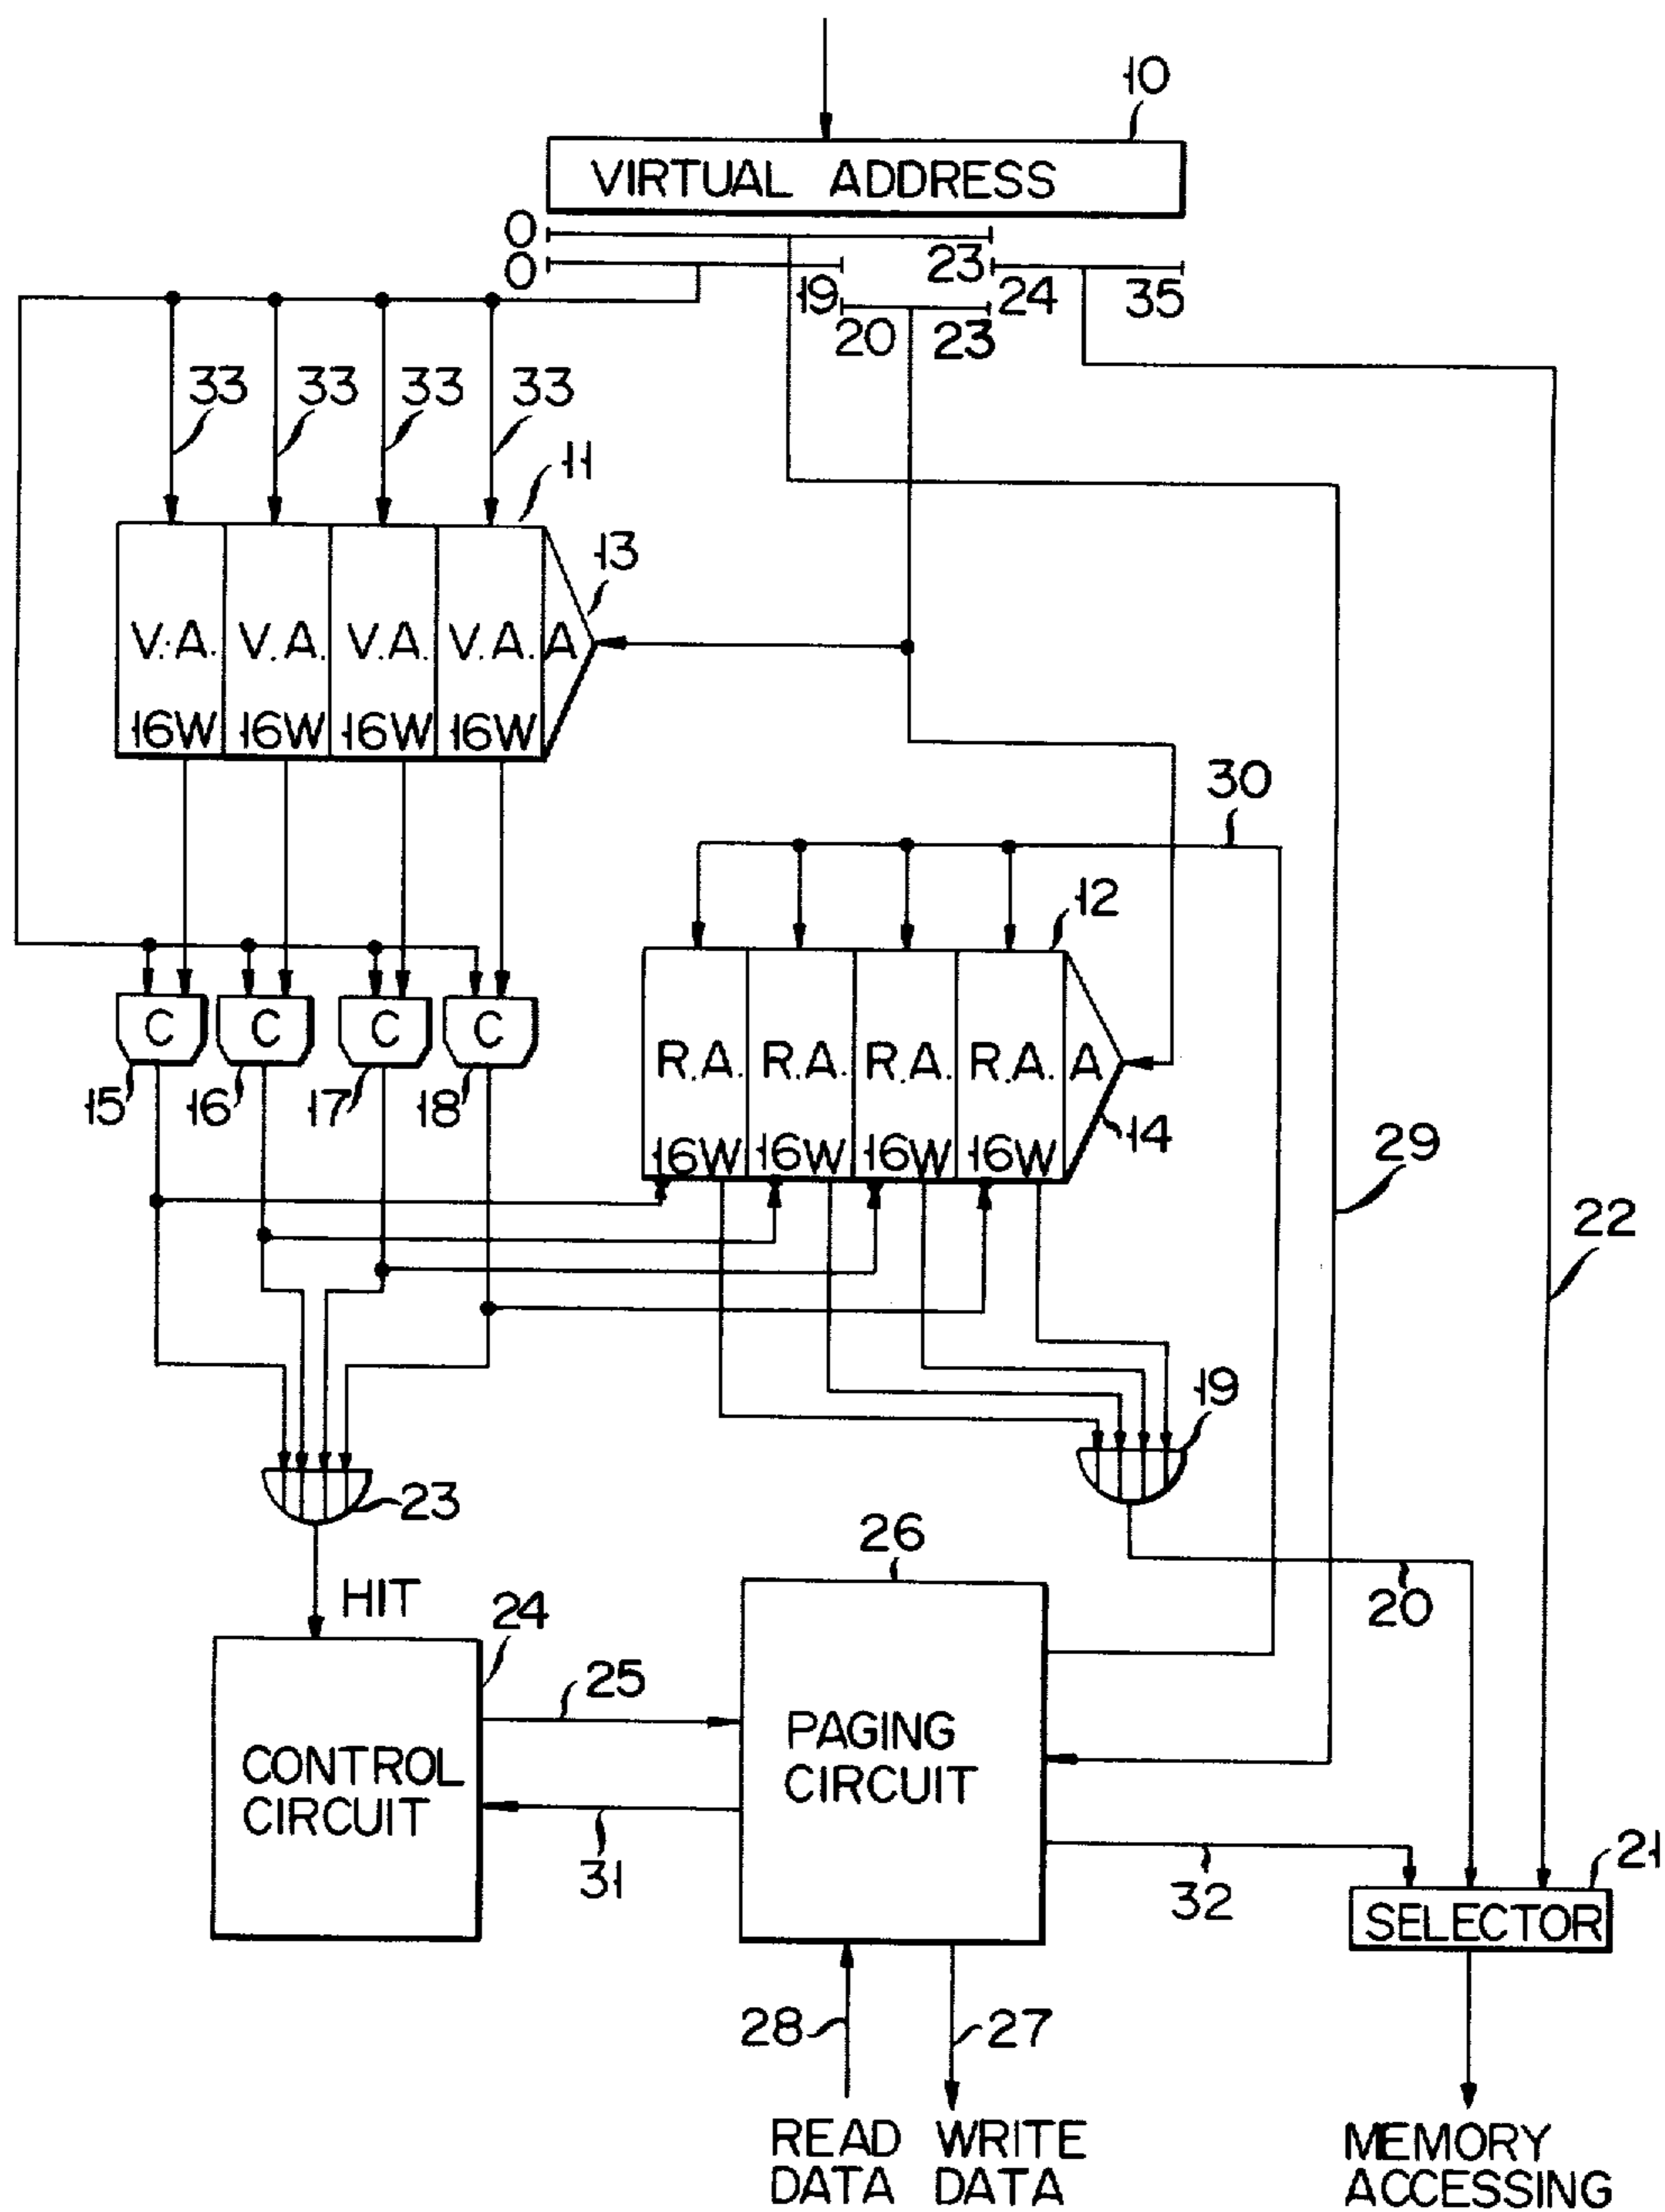 10
VIRTUAL ADDRESS
0
23
0
19
24
35
20
23
33 33 33 33
11
13
V.A. V.A. V.A. V.A. A
16W 16W 16W 16W
30
12
C C C C
15 16 17 18
R.A. R.A. R.A. R.A. A
16W 16W 16W 16W
14
29
22
19
23
26
20
HIT
24
25
PAGING
CIRCUIT
CONTROL
CIRCUIT
31
32
21
SELECTOR
28
27
READ
DATA
WRITE
DATA
MEMORY
ACCESSING